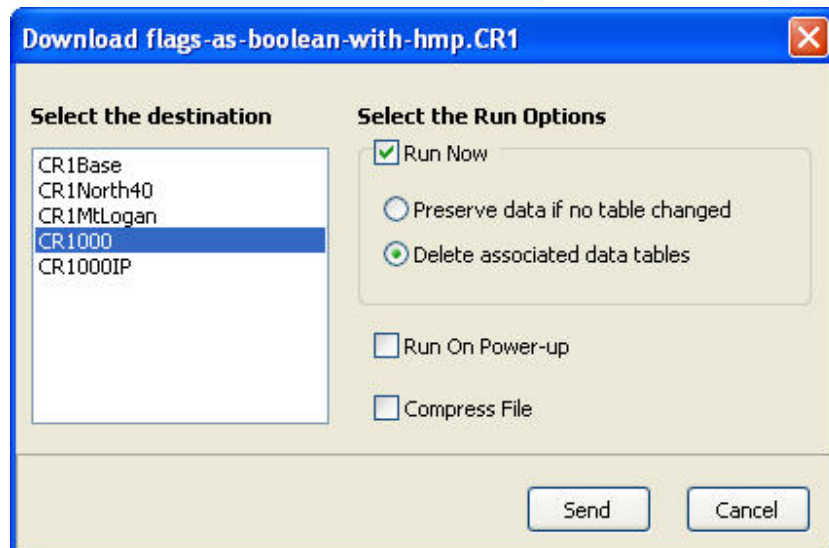 Download flags-as-boolean-with-hmp.CR1
Select the destination
CR1Base
CR1North40
CR1MtLogan
CR1000
CR1000IP
Select the Run Options
Run Now
Preserve data if no table changed
Delete associated data tables
Run On Power-up
Compress File
Send
Cancel